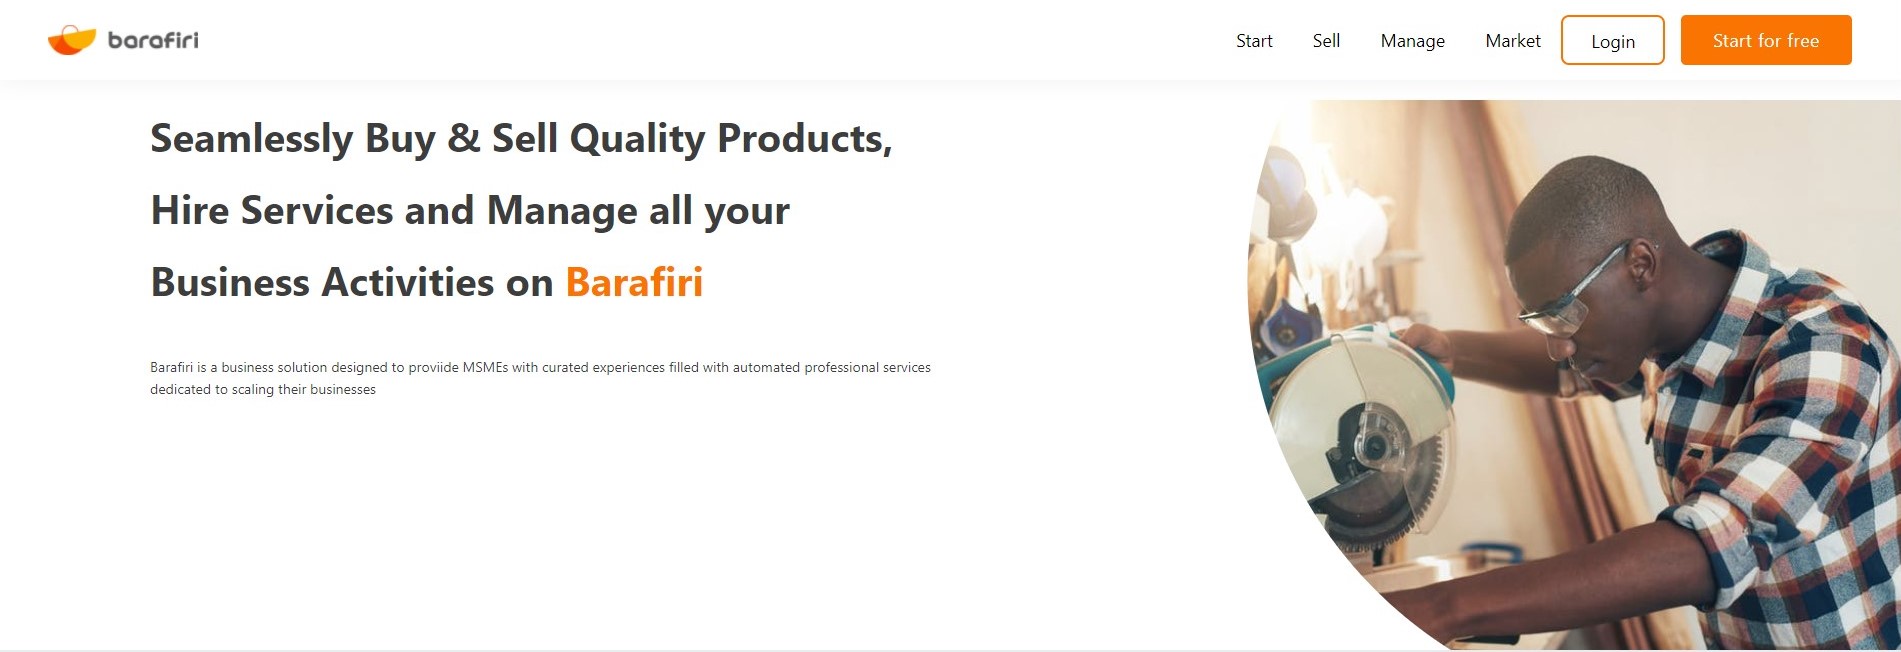 barafiri
Start
Sell
Manage
Market
Login
Start for free
Seamlessly Buy & Sell Quality Products,
Hire Services and Manage all your
Business Activities on Barafiri
Barafiri is a business solution designed to proviide MSMEs with curated experiences filled with automated professional services
dedicated to scaling their businesses